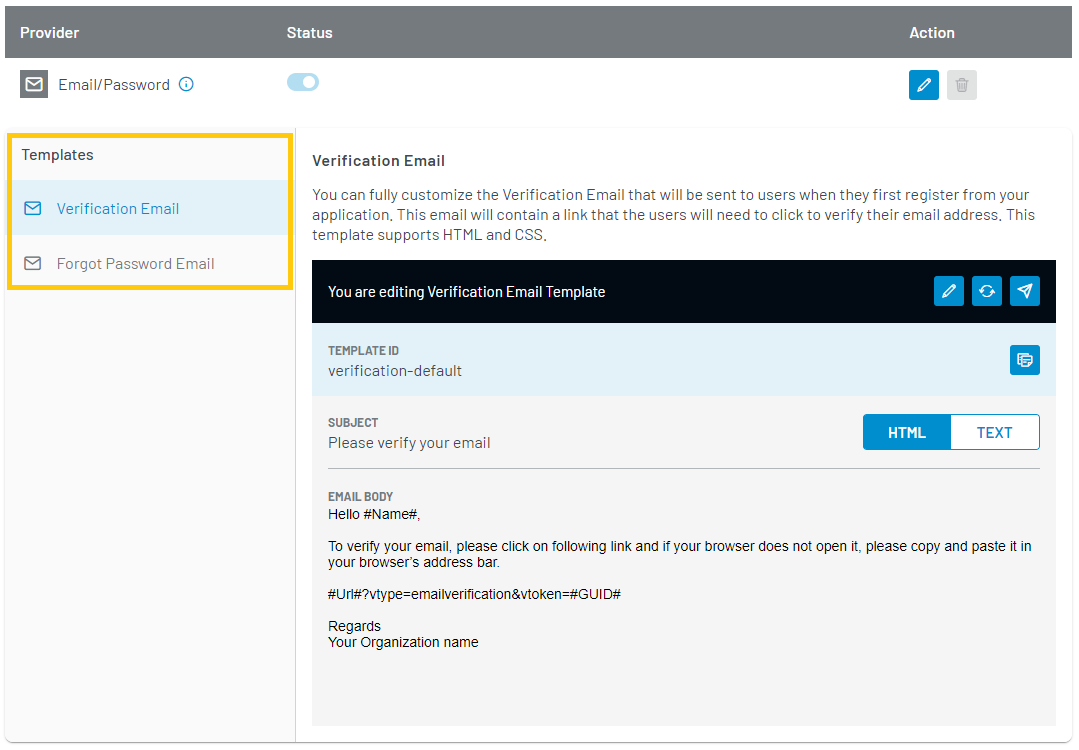 Provider Status Action
Email/Password
Templates
Verification Email
Forgot Password Email
Verification Email
You can fully customize the Verification Email that will be sent to users when they first register from your
application. This email will contain a link that the users will need to click to verify their email address. This
template supports HTML and CSS.
You are editing Verification Email Template
TEMPLATE ID
verification-default
SUBJECT
Please verify your email
HTML TEXT
EMAIL BODY
Hello #Name#,
To verify your email, please click on following link and if your browser does not open it, please copy and paste it in
your browser's address bar.
#Url#?vtype=emailverification&vtoken=#GUID#
Regards
Your Organization name